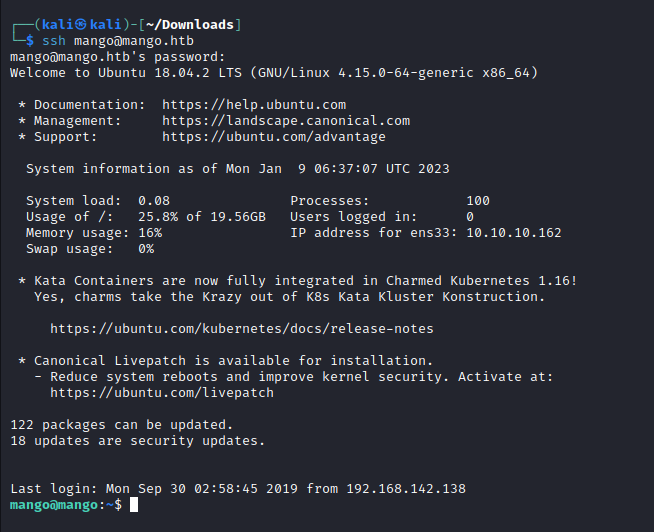 ┌──(kali㉿kali)-[~/Downloads]
└─$ ssh mango@mango.htb
mango@mango.htb's password:
Welcome to Ubuntu 18.04.2 LTS (GNU/Linux 4.15.0-64-generic x86_64)

 * Documentation:  https://help.ubuntu.com
 * Management:     https://landscape.canonical.com
 * Support:        https://ubuntu.com/advantage

  System information as of Mon Jan  9 06:37:07 UTC 2023

  System load:  0.08               Processes:            100
  Usage of /:   25.8% of 19.56GB   Users logged in:      0
  Memory usage: 16%                IP address for ens33: 10.10.10.162
  Swap usage:   0%

 * Kata Containers are now fully integrated in Charmed Kubernetes 1.16!
   Yes, charms take the Krazy out of K8s Kata Kluster Konstruction.

     https://ubuntu.com/kubernetes/docs/release-notes

 * Canonical Livepatch is available for installation.
   - Reduce system reboots and improve kernel security. Activate at:
     https://ubuntu.com/livepatch

122 packages can be updated.
18 updates are security updates.

Last login: Mon Sep 30 02:58:45 2019 from 192.168.142.138
mango@mango:~$